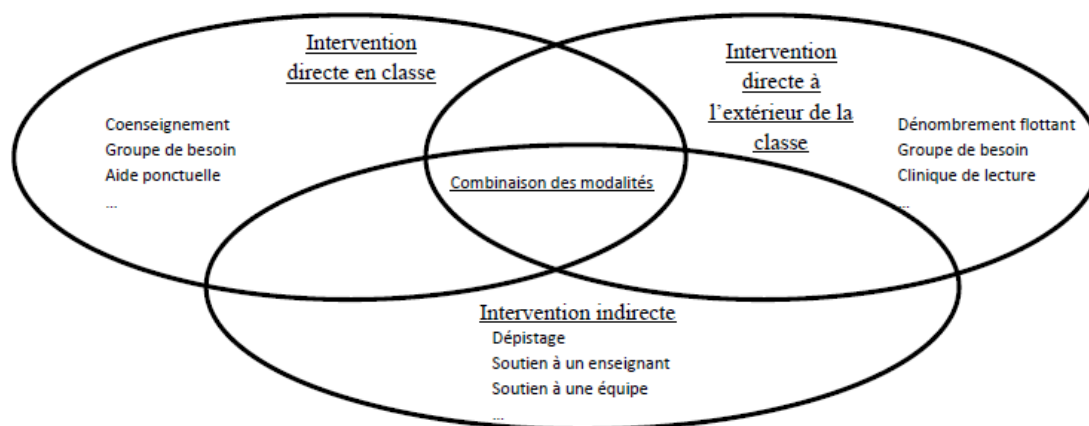 Intervention
directe en classe
Coenseignement
Groupe de besoin
Aide ponctuelle
...
Intervention
directe à
l'extérieur de la
classe
Dénombrement flottant
Groupe de besoin
Clinique de lecture
...
Combinaison des modalités
Intervention indirecte
Dépistage
Soutien à un enseignant
Soutien à une équipe
...